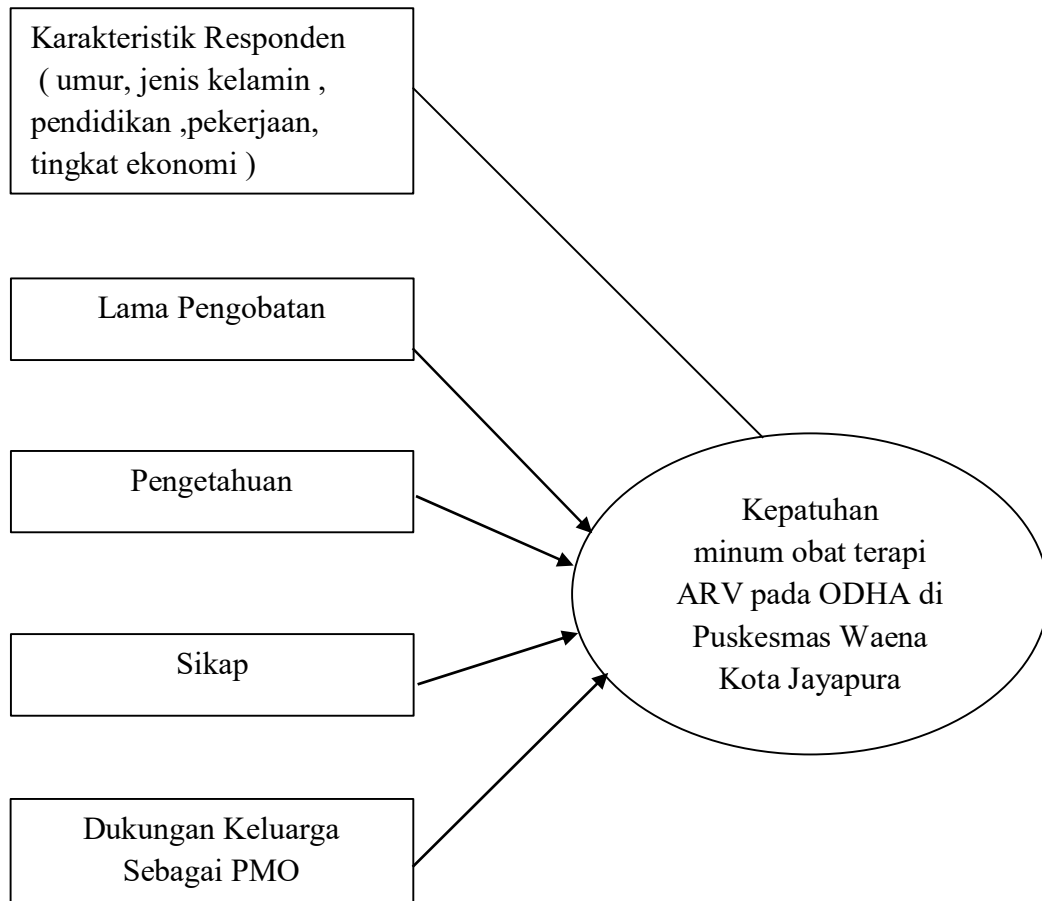 Karakteristik Responden
( umur, jenis kelamin ,
pendidikan ,pekerjaan,
tingkat ekonomi )
Lama Pengobatan
Pengetahuan
Sikap
Dukungan Keluarga
Sebagai PMO
Kepatuhan
minum obat terapi
ARV pada ODHA di
Puskesmas Waena
Kota Jayapura